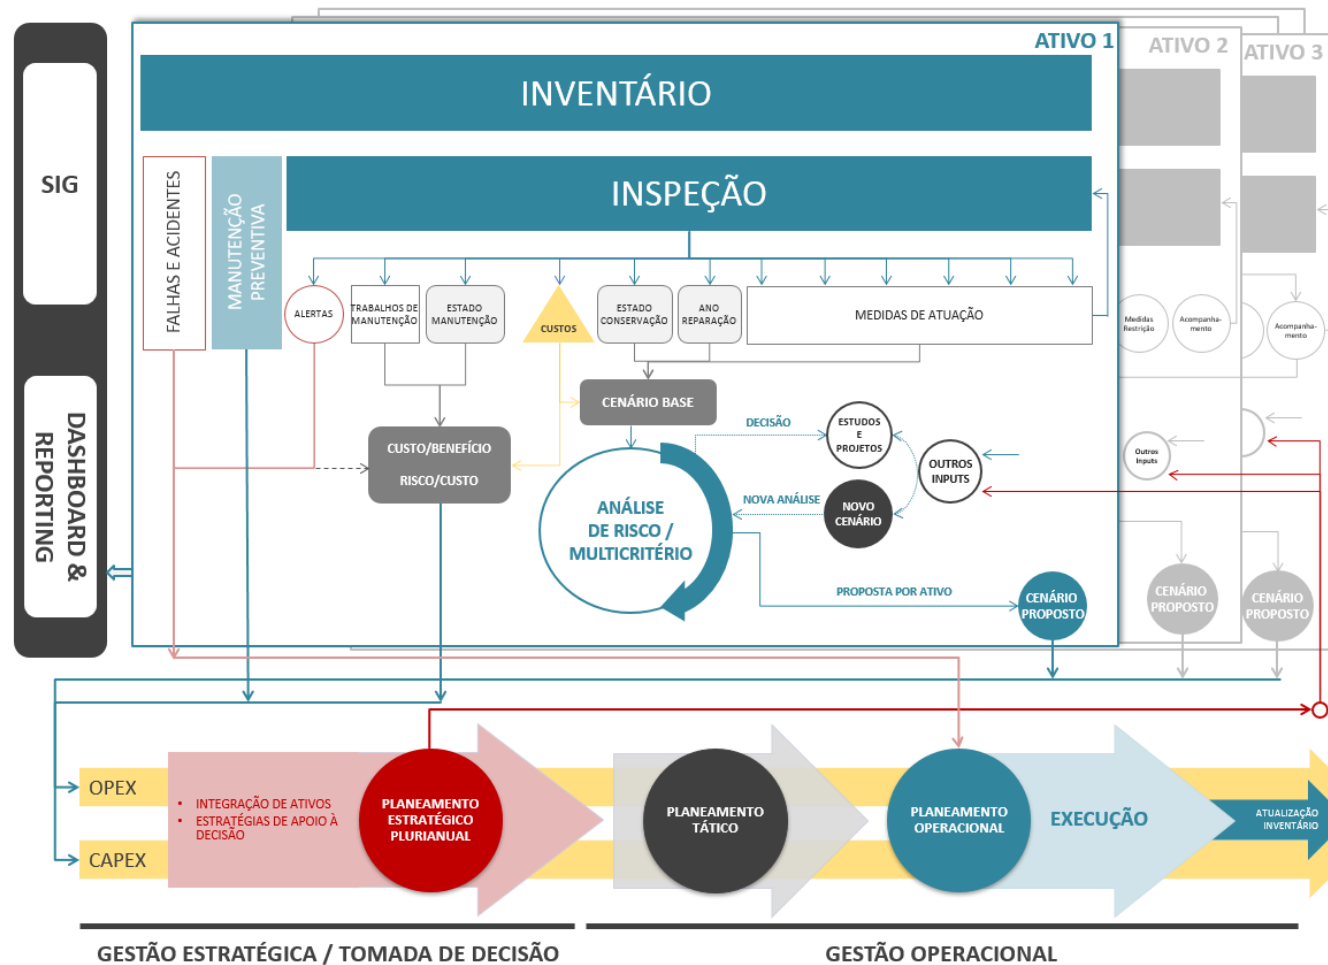 ATIVO 1
ATIVO 2
ATIVO 3
INVENTÁRIO
SIG
DASHBOARD &
REPORTING
FALHAS E ACIDENTES
MANUTENÇÃO
PREVENTIVA
INSPEÇÃO
ALERTAS
TRABALHOS DE
MANUTENÇÃO
ESTADO
MANUTENÇÃO
CUSTOS
ESTADO
CONSERVAÇÃO
ANO
REPARAÇÃO
MEDIDAS DE ATUAÇÃO
Medidas
Restrição
Acompanha-
mento
Acompanha-
mento
CENÁRIO BASE
CUSTO/BENEFÍCIO
RISCO/CUSTO
DECISÃO
ESTUDOS
E
PROJETOS
OUTROS
INPUTS
Outros
Inputs
NOVA ANÁLISE
NOVO
CENÁRIO
ANÁLISE
DE RISCO /
MULTICRITÉRIO
PROPOSTA POR ATIVO
CENÁRIO
PROPOSTO
CENÁRIO
PROPOSTO
CENÁRIO
PROPOSTO
OPEX
CAPEX
• INTEGRAÇÃO DE ATIVOS
• ESTRATÉGIAS DE APOIO À
DECISÃO
PLANEAMENTO
ESTRATÉGICO
PLURIANUAL
PLANEAMENTO
TÁTICO
PLANEAMENTO
OPERACIONAL
EXECUÇÃO
ATUALIZAÇÃO
INVENTÁRIO
GESTÃO ESTRATÉGICA / TOMADA DE DECISÃO
GESTÃO OPERACIONAL